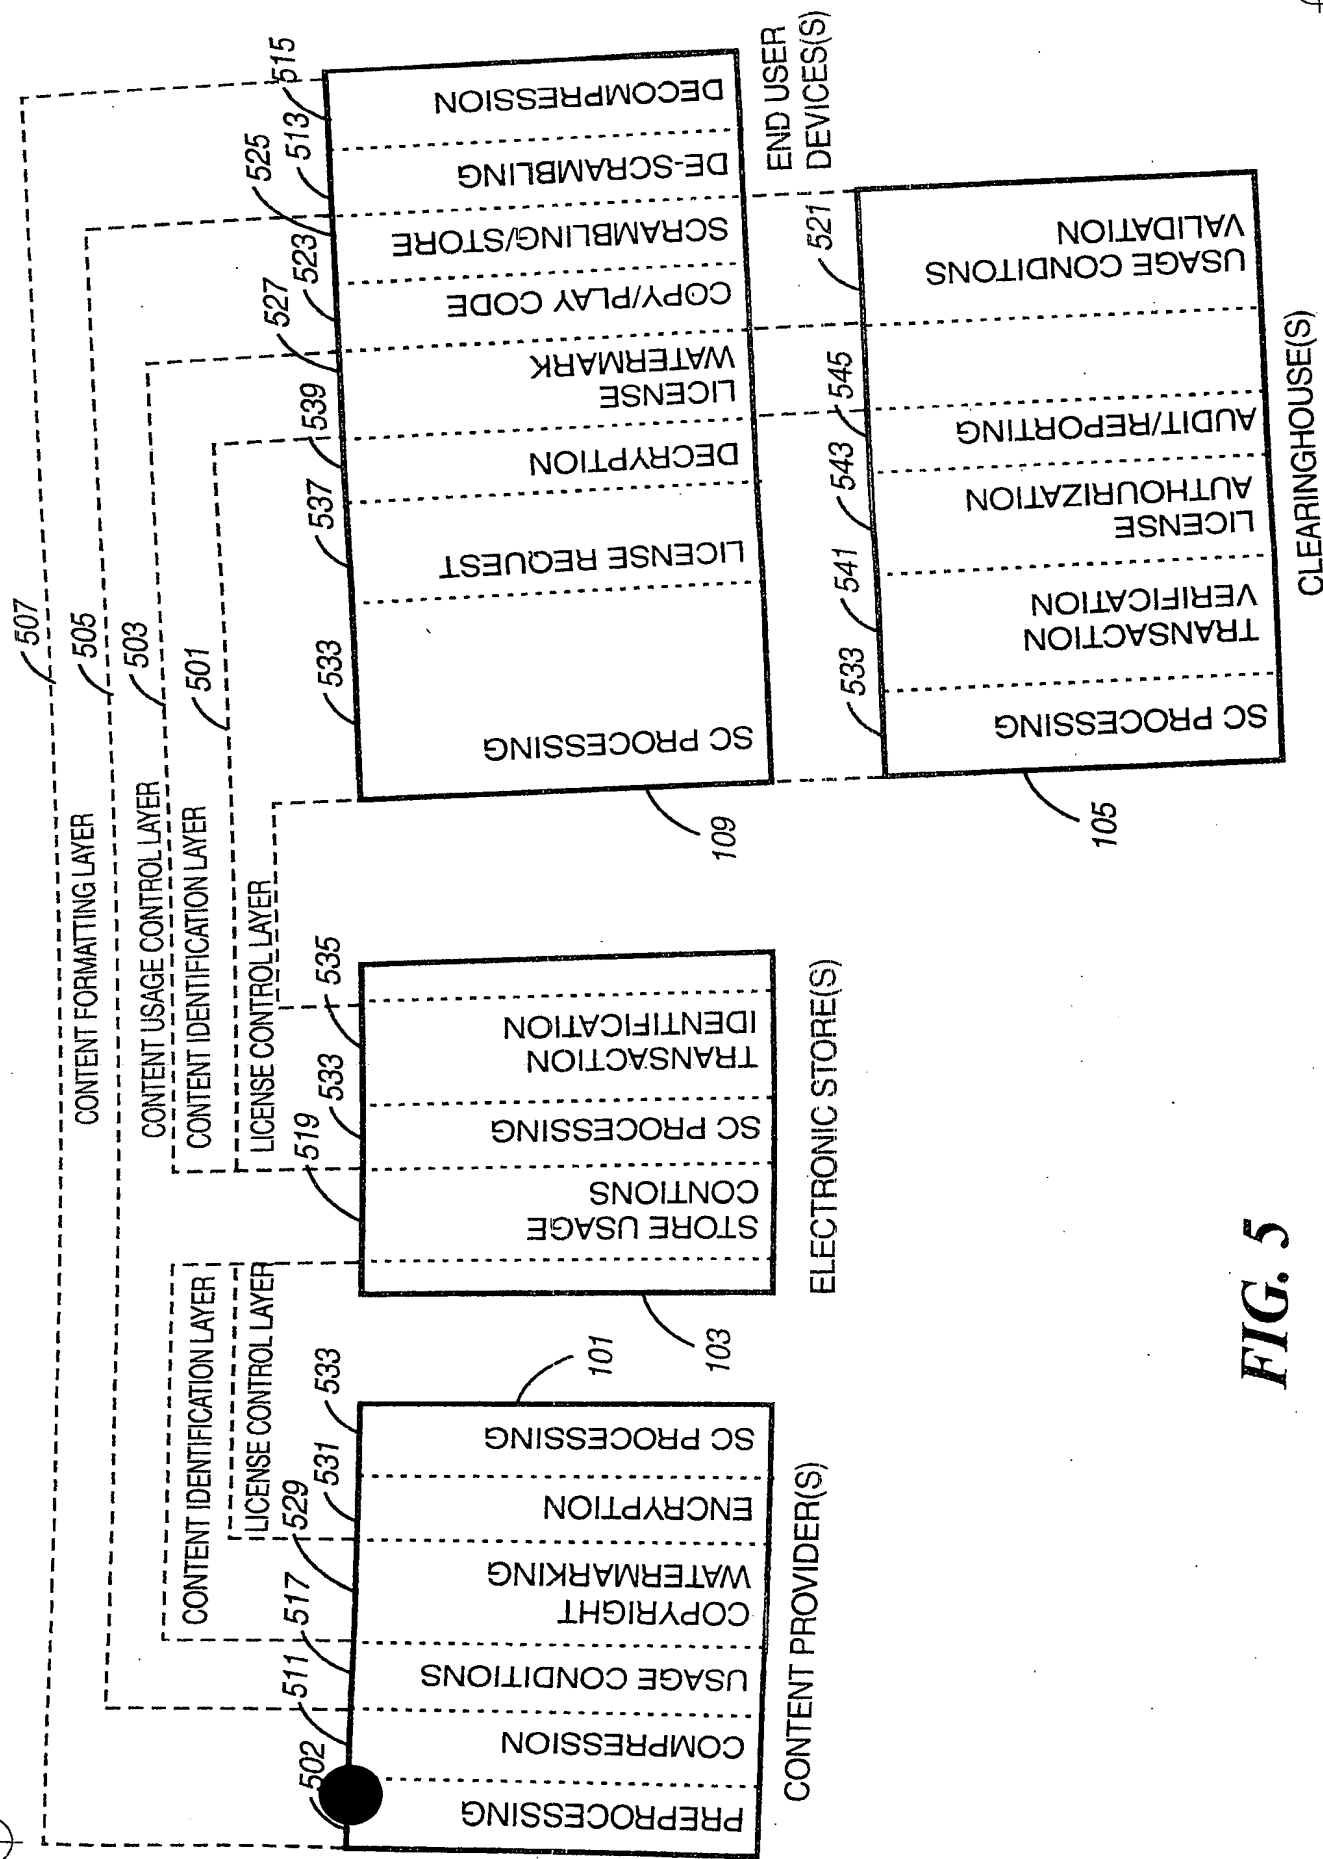 507
CONTENT FORMATTING LAYER
505
CONTENT USAGE CONTROL LAYER
503
CONTENT IDENTIFICATION LAYER
501
LICENSE CONTROL LAYER
CONTENT IDENTIFICATION LAYER
LICENSE CONTROL LAYER
502
511
517
529
531
533
PREPROCESSING
COMPRESSION
USAGE CONDITIONS
COPYRIGHT
WATERMARKING
ENCRYPTION
SC PROCESSING
101
CONTENT PROVIDER(S)
519
533
535
STORE USAGE
CONTIONS
SC PROCESSING
TRANSACTION
IDENTIFICATION
103
ELECTRONIC STORE(S)
533
537
539
527
523
525
513
515
SC PROCESSING
LICENSE REQUEST
DECRYPTION
LICENSE
WATERMARK
COPY/PLAY CODE
SCRAMBLING/STORE
DE-SCRAMBLING
DECOMPRESSION
109
END USER
DEVICES(S)
533
541
543
545
521
SC PROCESSING
TRANSACTION
VERIFICATION
LICENSE
AUTHOURIZATION
AUDIT/REPORTING
USAGE CONDITONS
VALIDATION
105
CLEARINGHOUSE(S)
FIG. 5